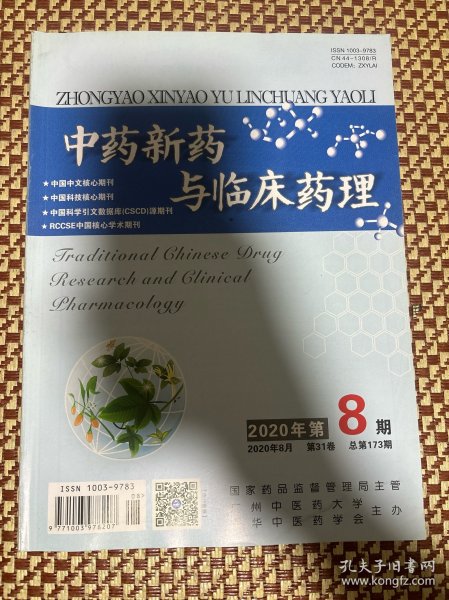 ISSN 1003-9783
CN 44-1308/R
CODEM: ZXYLAI
ZHONGYAO XINYAO YU LINCHUANG YAOLI
中药新药
与临床药理
★ 中国中文核心期刊
★ 中国科技核心期刊
★ 中国科学引文数据库(CSCD)源期刊
★ RCCSE中国核心学术期刊
Traditional Chinese Drug
Research and Clinical
Pharmacology
2020年第8期
2020年8月 第31卷 总第173期
ISSN 1003-9783
08>
9 771003 978207
国家药品监督管理局主管
州中医药大学
华中医药学会
主办
孔夫子旧书网
www.kongfz.com